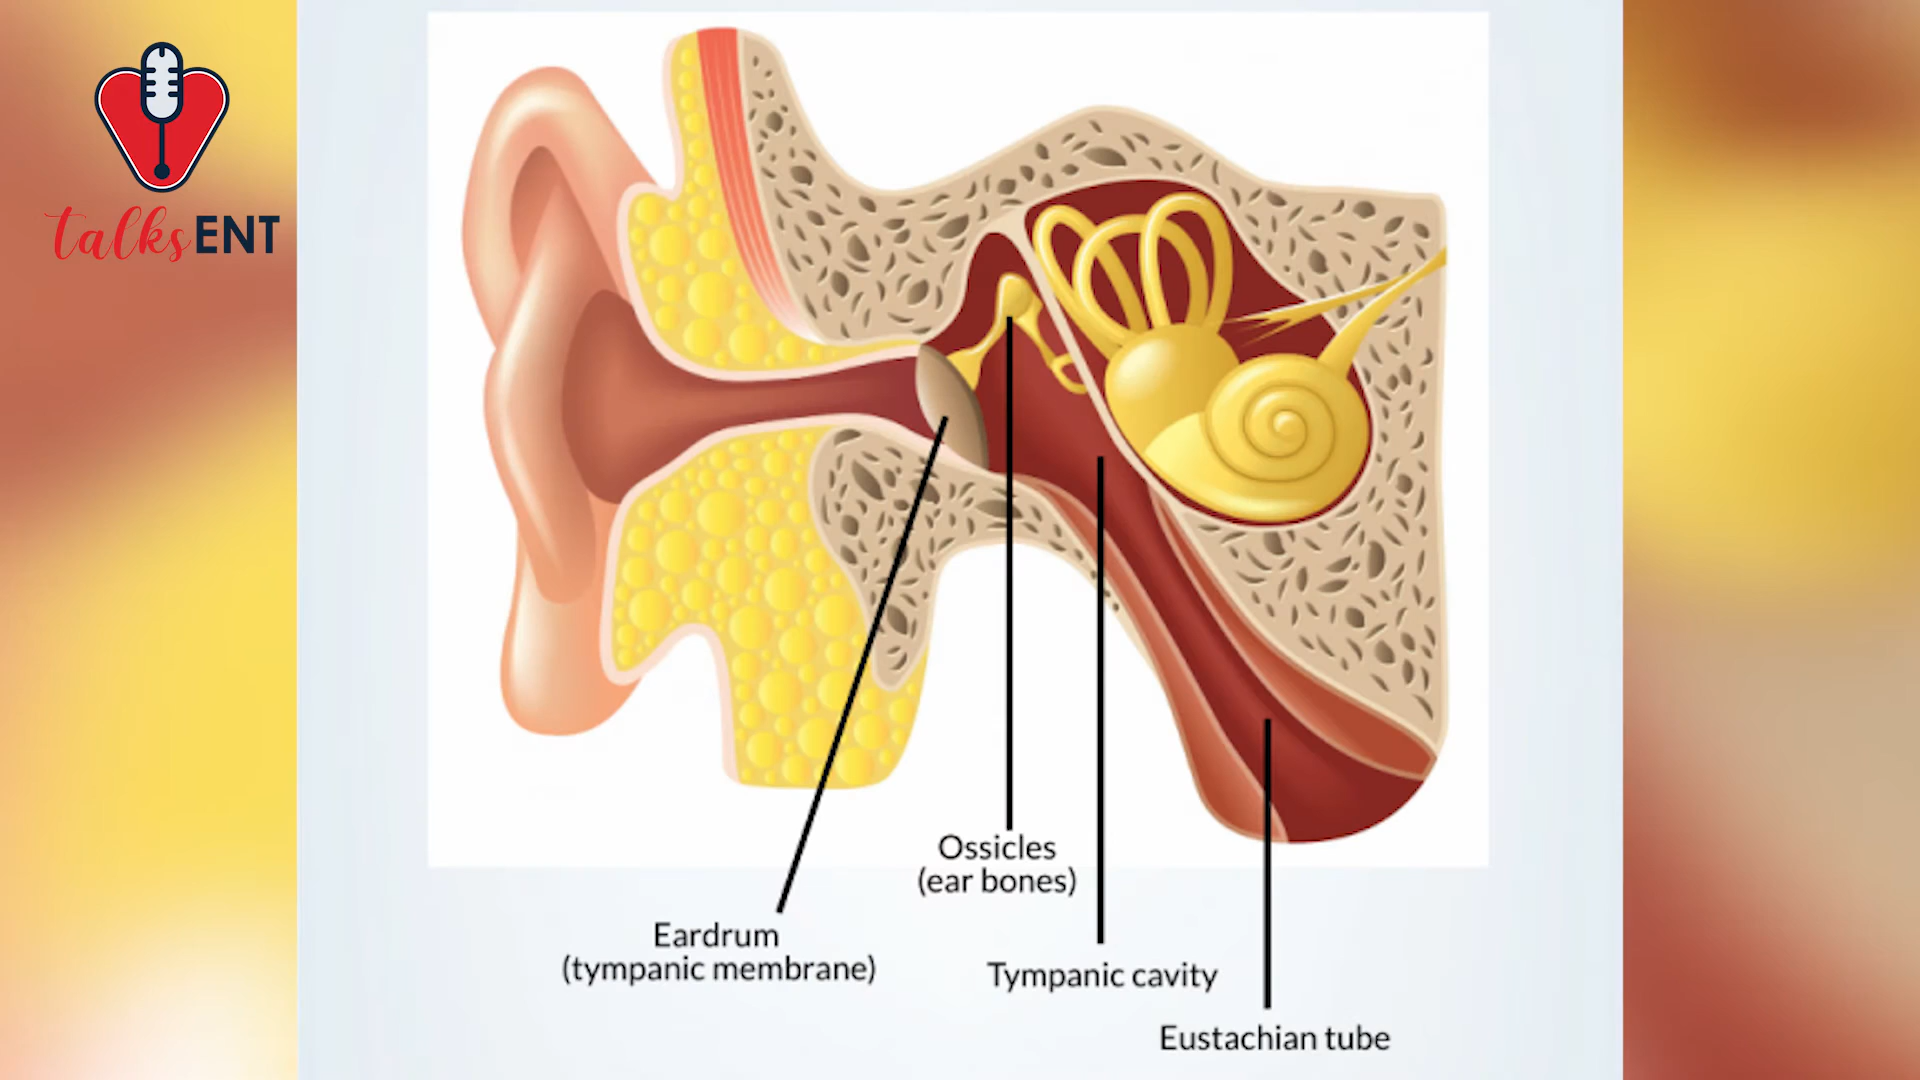 talksENT
Ossicles
(ear bones)
Eardrum
(tympanic membrane)
Tympanic cavity
Eustachian tube